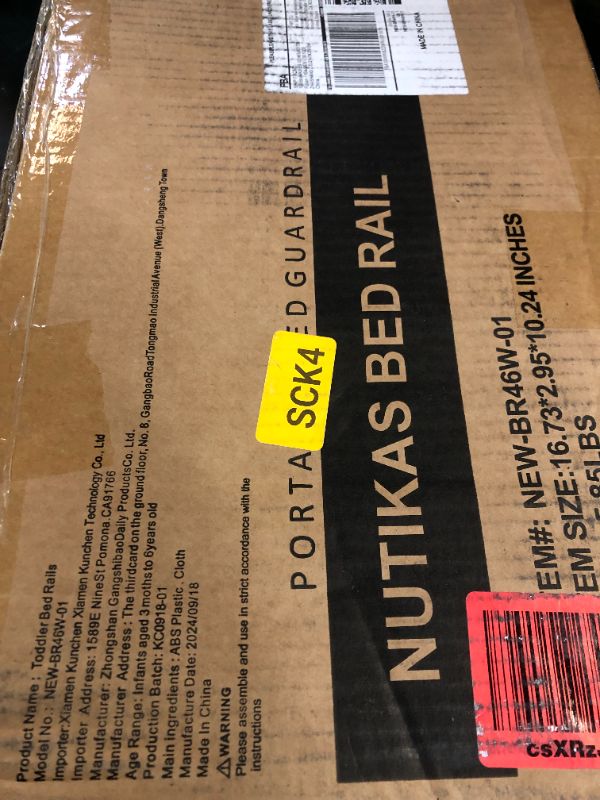 Product Name: Toddler Bed Rails
Model No.: NEW-BR46W-01
Importer:Xiamen Kunchen Xiamen Kunchen Technology Co., Ltd
Importer Address: 1589E NineSt Pomona.CA91766
Manufacturer: Zhongshan GangshibaoDaily ProductsCo. Ltd.
Manufacturer Address: The thirdcard on the ground floor, No. 8, GangbaoRoadTongmao IndustrialAvenue (West).Dangsheng Town
Age Range: Infants aged 3 moths to 6years old
Production Batch: KC0918-01
Main Ingredients: ABS Plastic, Cloth
Manufacture Date: 2024/09/18
Made In China
⚠WARNING
Please assemble and use in strict accordance with the
instructions
PORTA ED GUARDRAIL
SCK4
NUTIKAS BED RAIL
EM#: NEW-BR46W-01
EM SIZE:16.73*2.95*10.24 INCHES
85LBS
FBA
MADE IN CHINA
csXRz